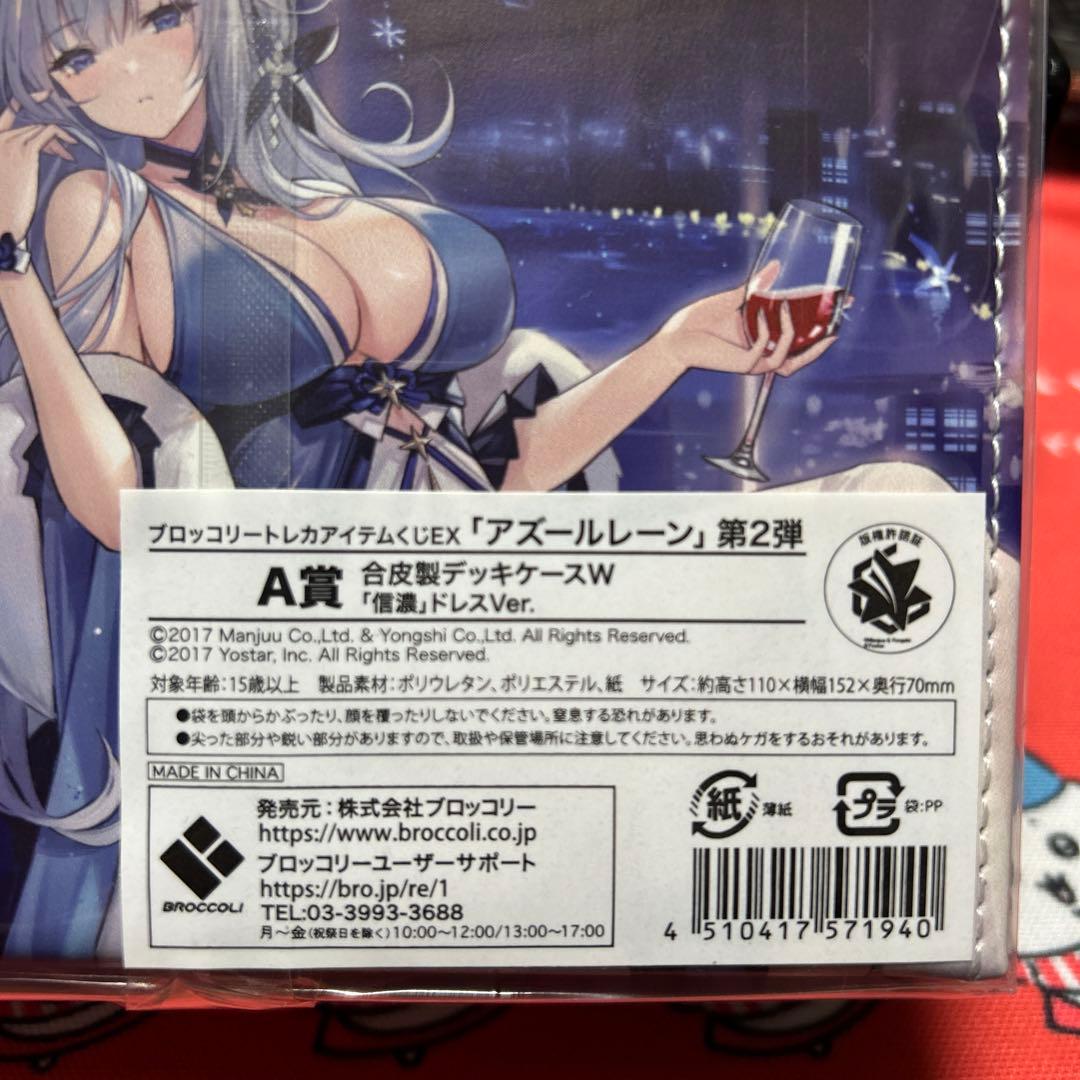 ブロッコリートレカアイテムくじEX「アズールレーン」第2弾
A賞 合皮製デッキケースW
「信濃」ドレスVer.
版権許諾証
©2017 Manjuu Co.,Ltd. & Yongshi Co.,Ltd. All Rights Reserved.
©2017 Yostar, Inc. All Rights Reserved.
対象年齢:15歳以上 製品素材:ポリウレタン、ポリエステル、紙 サイズ:約高さ110×横幅152×奥行70mm
●袋を頭からかぶったり、顔を覆ったりしないでください。窒息する恐れがあります。
●尖った部分や鋭い部分がありますので、取扱や保管場所に注意してください。思わぬケガをするおそれがあります。
MADE IN CHINA
発売元:株式会社ブロッコリー
https://www.broccoli.co.jp
ブロッコリーユーザーサポート
https://bro.jp/re/1
TEL:03-3993-3688
月～金(祝祭日を除く)10:00～12:00/13:00～17:00
BROCCOLI
紙 薄紙
プラ 袋:PP
4 510417 571940